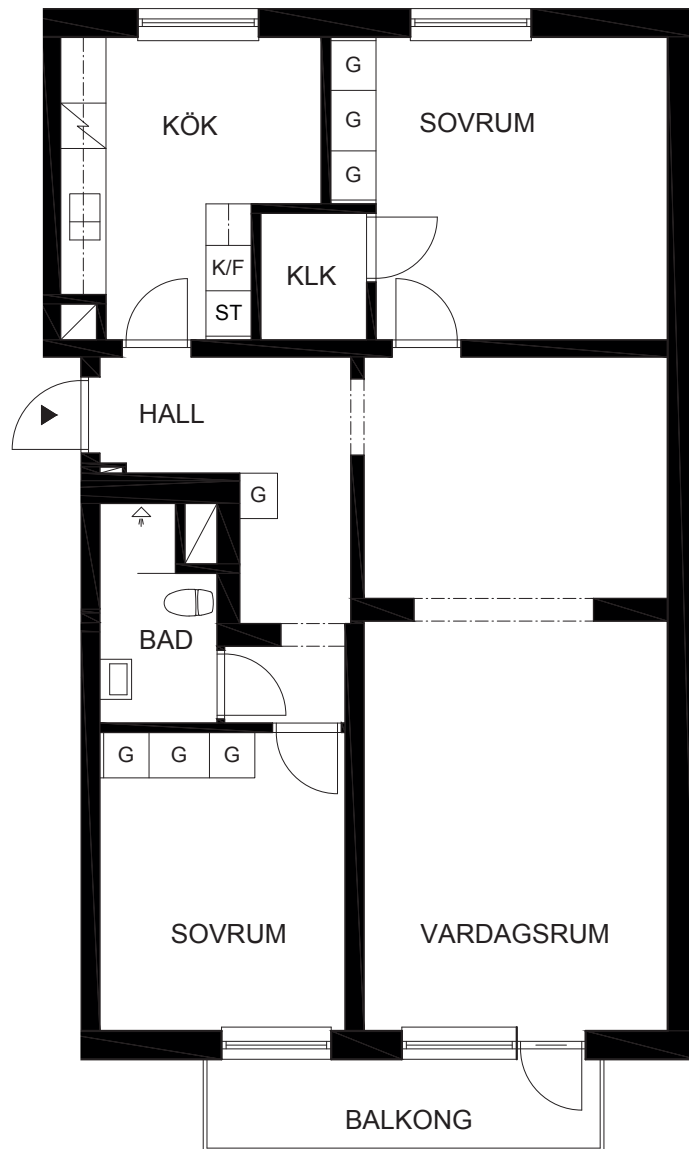 G
KÖK
SOVRUM
G
G
K/F
KLK
ST
HALL
G
BAD
G
G
G
SOVRUM
VARDAGSRUM
BALKONG